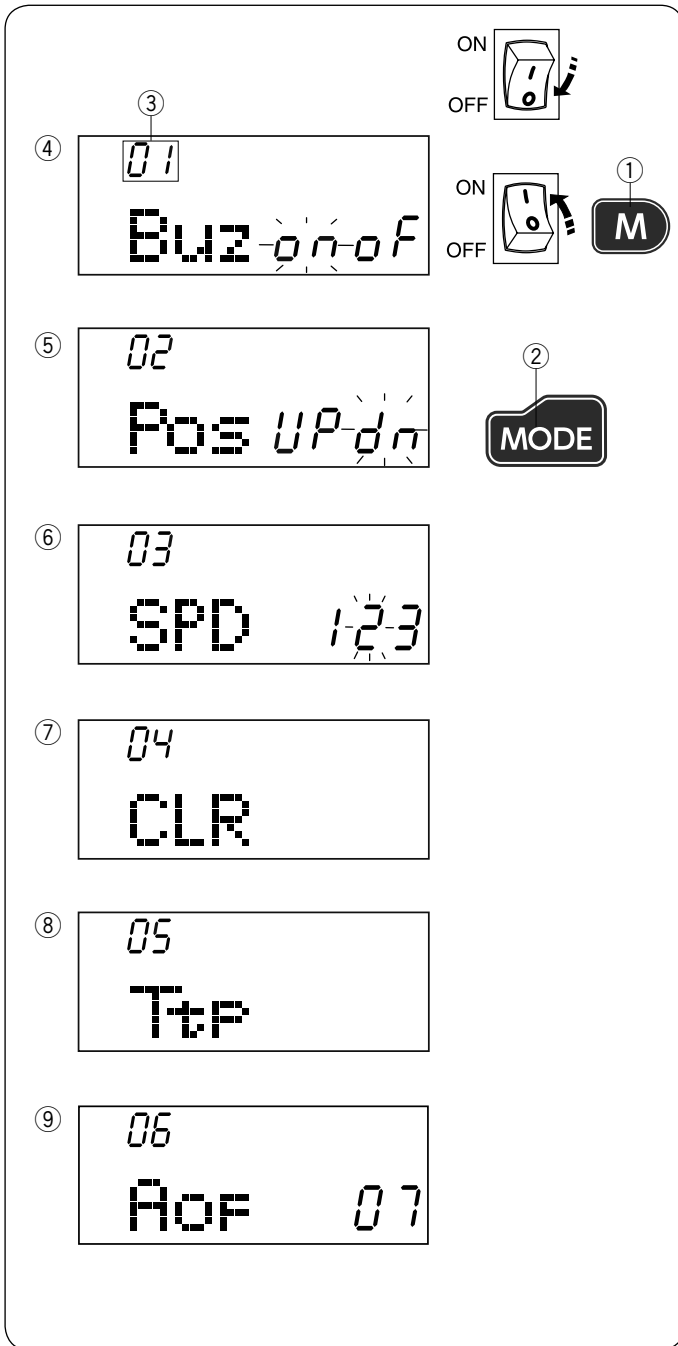 ON
OFF
③
④ 01
Buz on oF
ON
OFF
① M
⑤ 02
Pos UP dn
② MODE
⑥ 03
SPD 1 2 3
⑦ 04
CLR
⑧ 05
TtP
⑨ 06
AoF 07